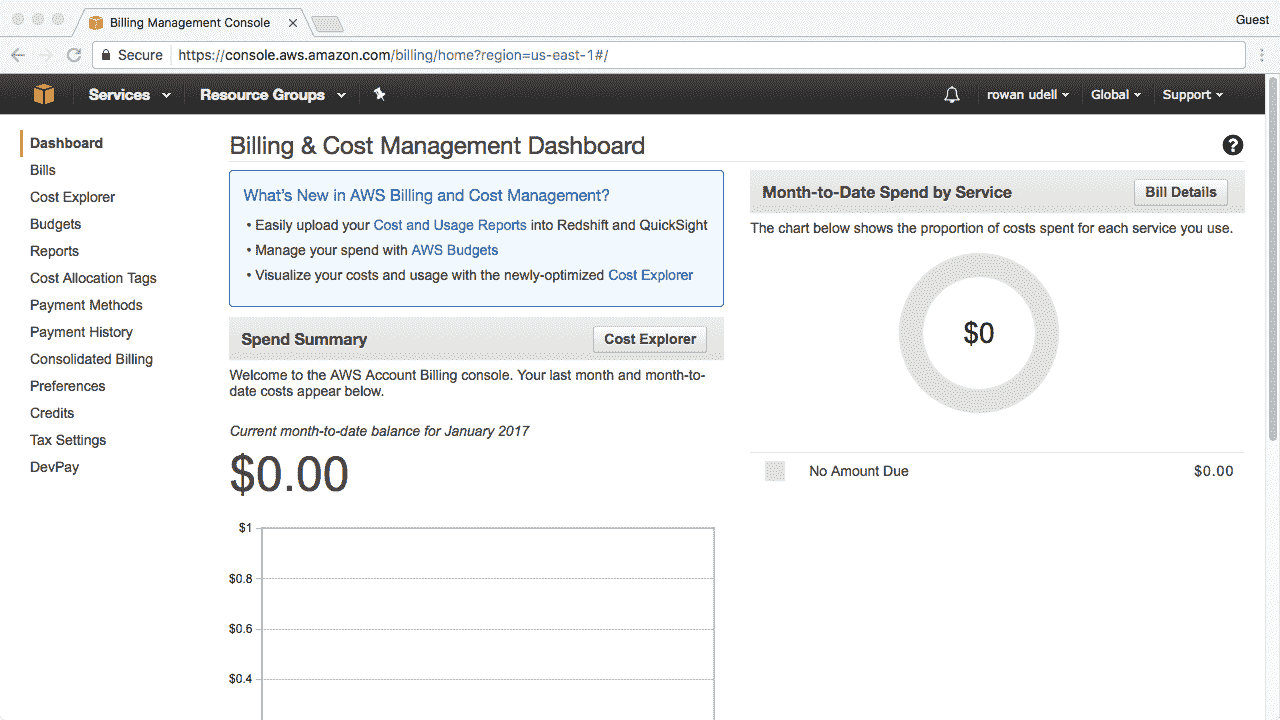 Billing Management Console
Guest
Secure
https://console.aws.amazon.com/billing/home?region=us-east-1#/
Services
Resource Groups
rowan udell
Global
Support
Dashboard
Bills
Cost Explorer
Budgets
Reports
Cost Allocation Tags
Payment Methods
Payment History
Consolidated Billing
Preferences
Credits
Tax Settings
DevPay
Billing & Cost Management Dashboard
?
What's New in AWS Billing and Cost Management?
• Easily upload your Cost and Usage Reports into Redshift and QuickSight
• Manage your spend with AWS Budgets
• Visualize your costs and usage with the newly-optimized Cost Explorer
Spend Summary
Cost Explorer
Welcome to the AWS Account Billing console. Your last month and month-to-
date costs appear below.
Current month-to-date balance for January 2017
$0.00
$1
$0.8
$0.6
$0.4
Month-to-Date Spend by Service
Bill Details
The chart below shows the proportion of costs spent for each service you use.
$0
No Amount Due
$0.00